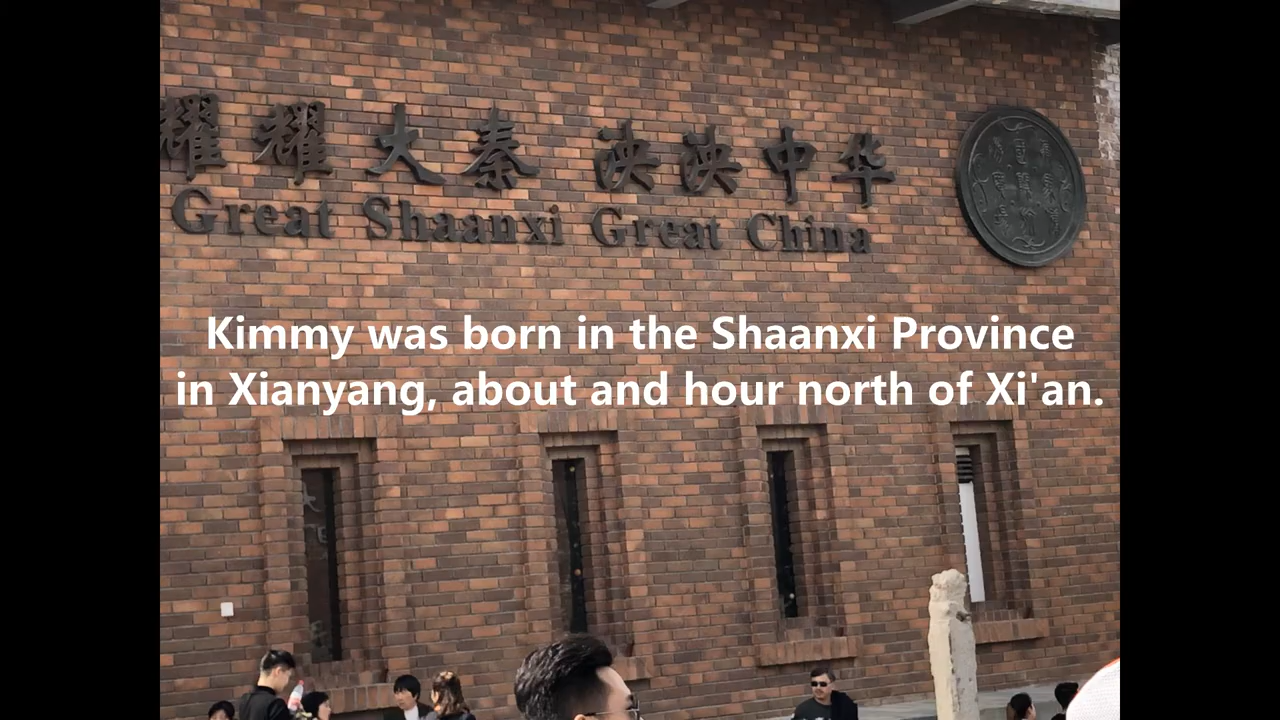 耀耀大秦 泱泱中华
Great Shaanxi Great China
Kimmy was born in the Shaanxi Province
in Xianyang, about and hour north of Xi'an.